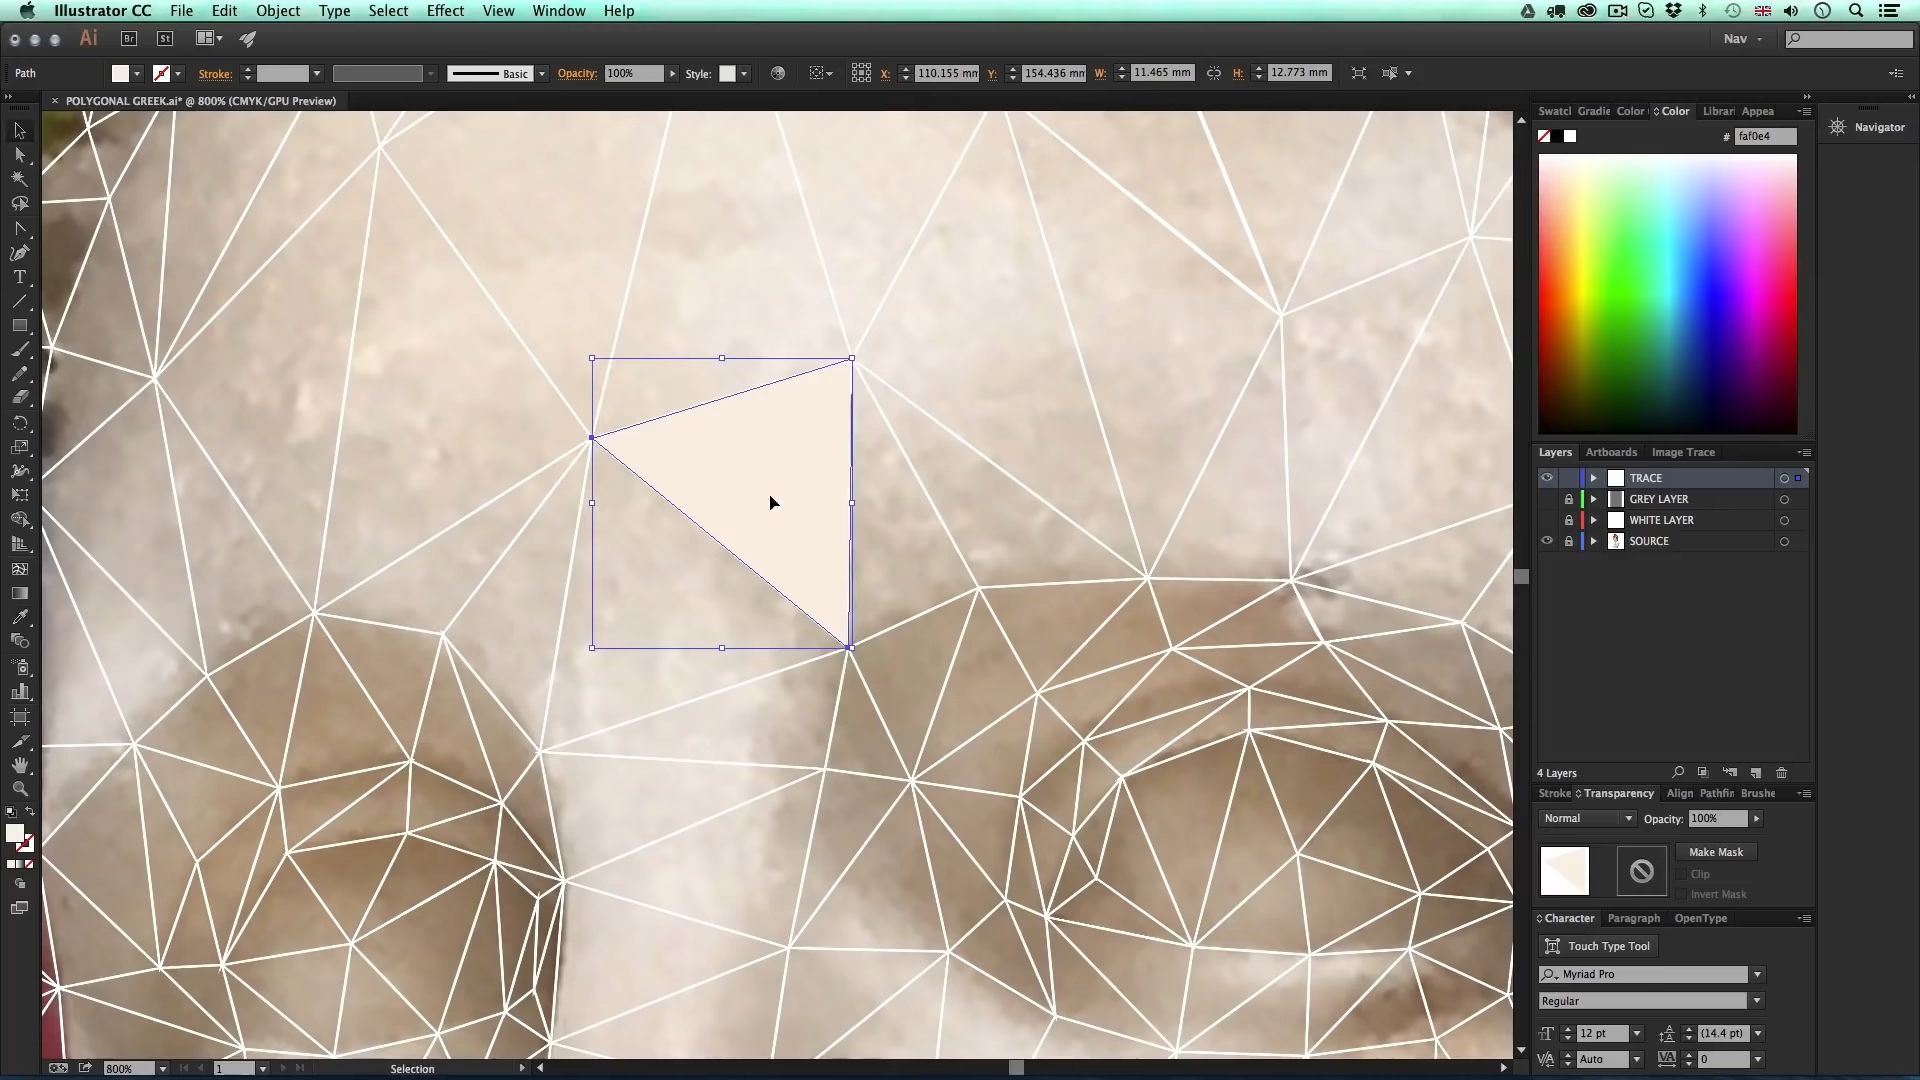 Illustrator CC File Edit Object Type Select Effect View Window Help
Ai Br St Nav
Path Stroke: Basic Opacity: 100% Style: X: 110.155 mm Y: 154.436 mm W: 11.465 mm H: 12.773 mm
× POLYGONAL GREEK.ai* @ 800% (CMYK/GPU Preview)
Swatcl Gradie Color Color Librari Appea
# faf0e4
Navigator
Layers Artboards Image Trace
TRACE
GREY LAYER
WHITE LAYER
SOURCE
4 Layers
Stroke Transparency Align Pathfin Brushe
Normal Opacity: 100%
Make Mask
Clip
Invert Mask
Character Paragraph OpenType
Touch Type Tool
Myriad Pro
Regular
12 pt (14.4 pt)
Auto 0
800% 1 Selection